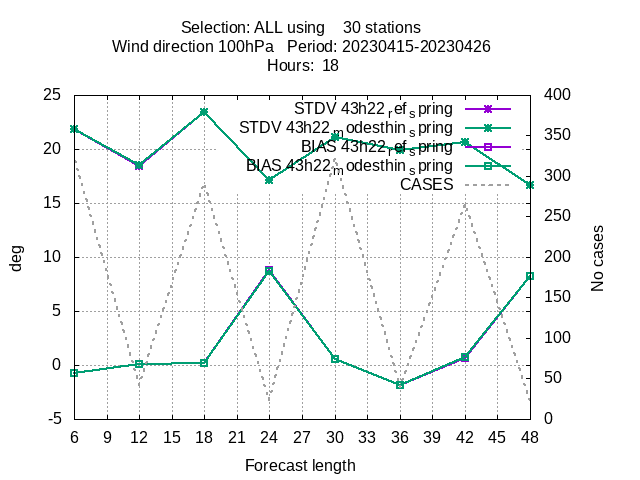 Selection: ALL using    30 stations
Wind direction 100hPa   Period: 20230415-20230426
Hours:  18
25
20
15
10
5
0
-5
400
350
300
250
200
150
100
50
0
6 9 12 15 18 21 24 27 30 33 36 39 42 45 48
deg
No cases
Forecast length
STDV 43h22_ref_spring
STDV 43h22_modesthin_spring
BIAS 43h22_ref_spring
BIAS 43h22_modesthin_spring
CASES